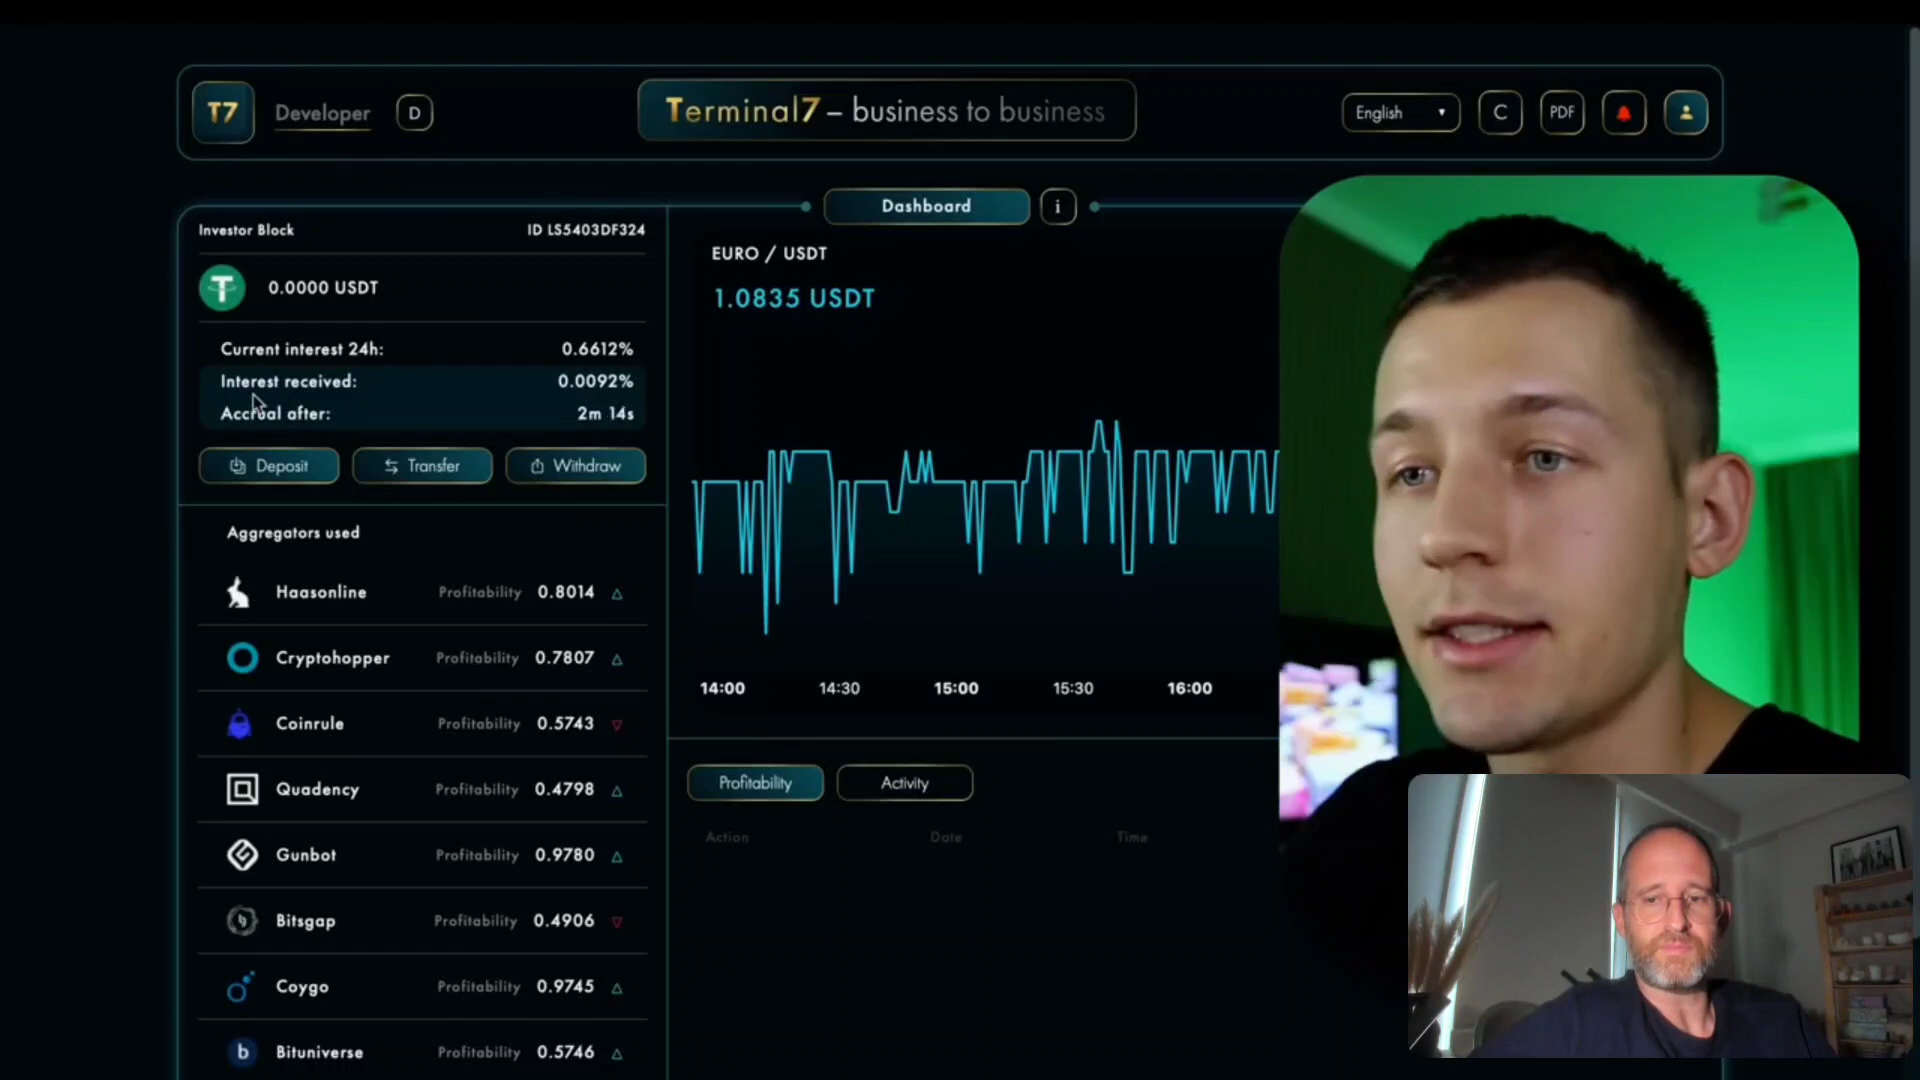 T7
Developer
D
Terminal7 – business to business
English
C
PDF
Dashboard
i
Investor Block
ID LS5403DF324
0.0000 USDT
Current interest 24h:
0.6612%
Interest received:
0.0092%
Accrual after:
2m 14s
Deposit
Transfer
Withdraw
Aggregators used
Haasonline Profitability 0.8014
Cryptohopper Profitability 0.7807
Coinrule Profitability 0.5743
Quadency Profitability 0.4798
Gunbot Profitability 0.9780
Bitsgap Profitability 0.4906
Coygo Profitability 0.9745
b Bituniverse Profitability 0.5746
EURO / USDT
1.0835 USDT
14:00 14:30 15:00 15:30 16:00
Profitability
Activity
Action Date Time